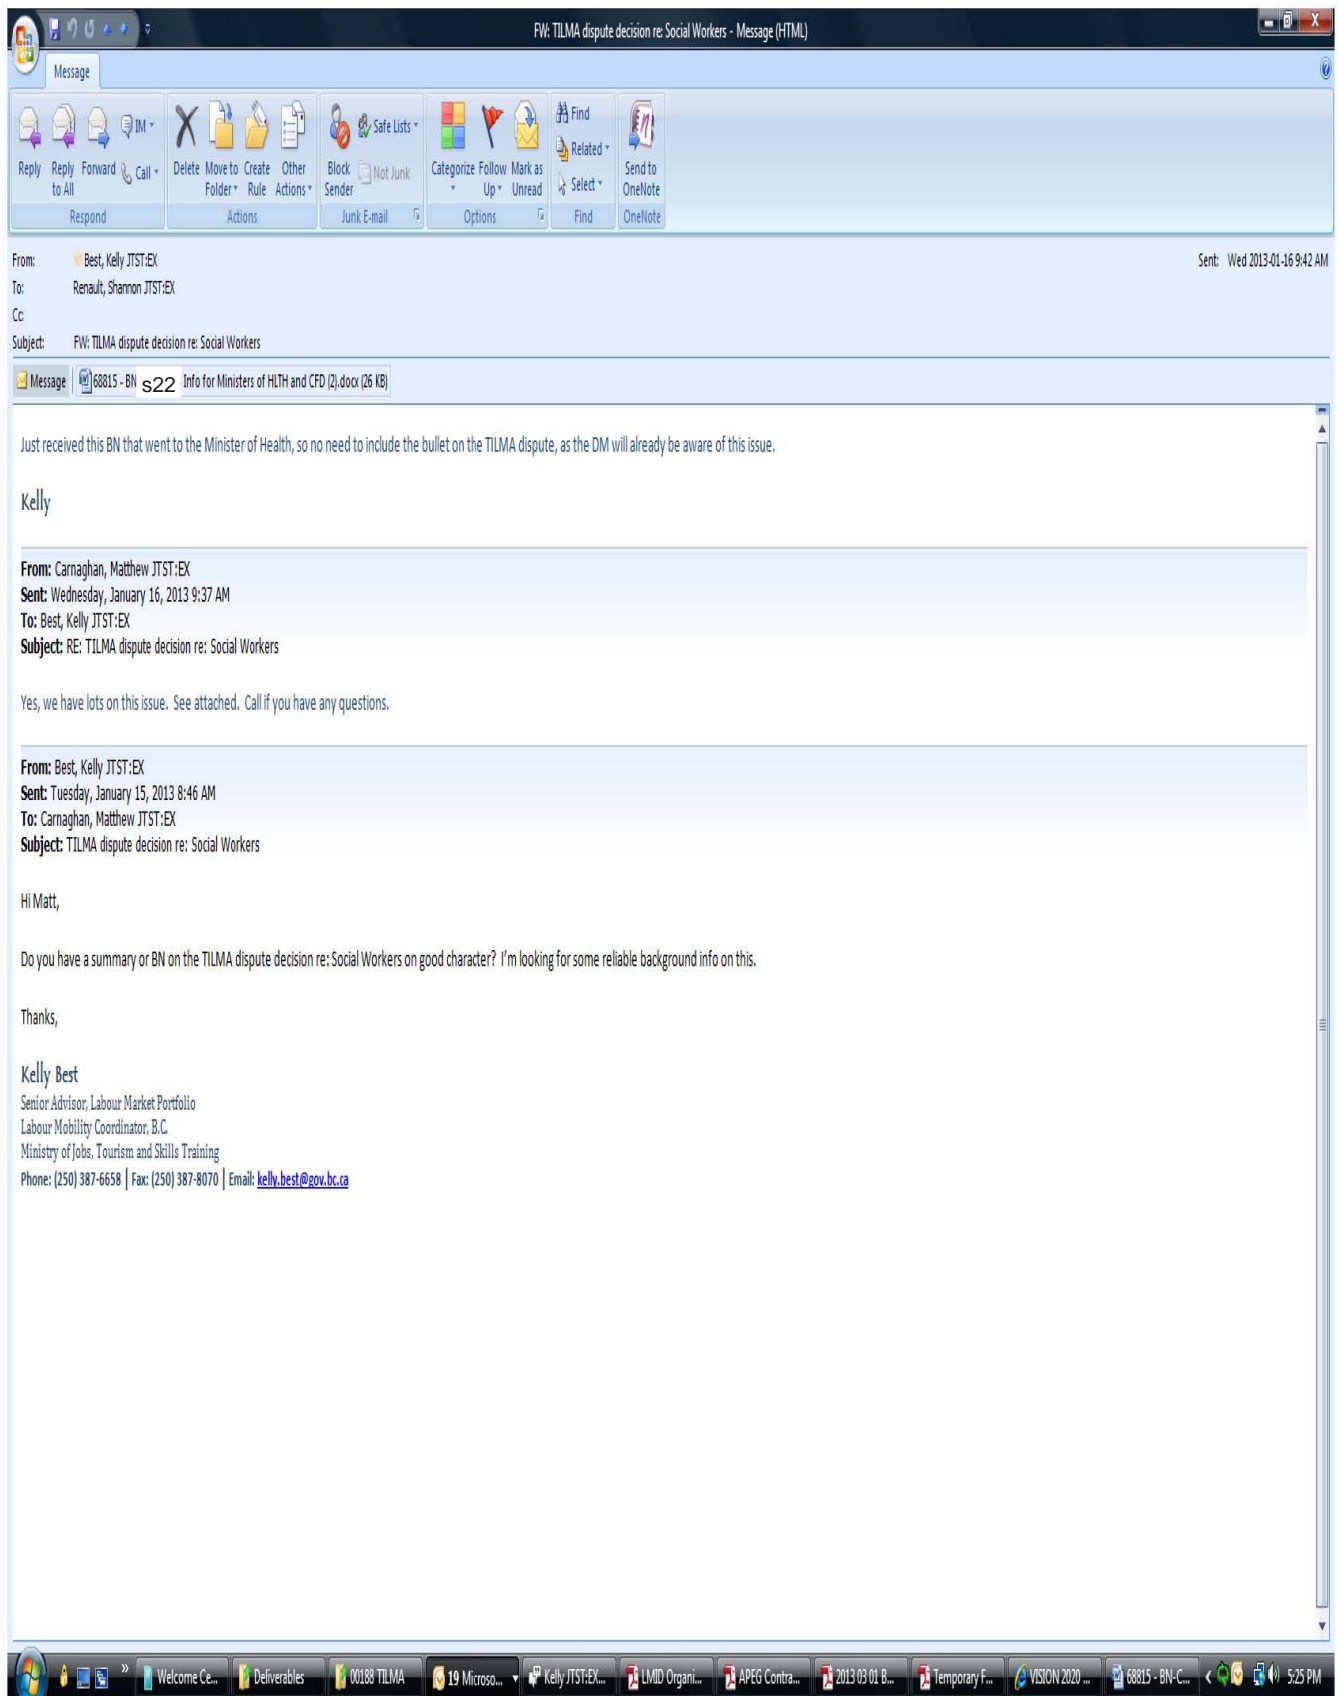 FW: TILMA dispute decision re: Social Workers - Message (HTML)
Message
Reply
Reply to All
Forward
IM
Call
Respond
Delete
Move to Folder
Create Rule
Other Actions
Actions
Block Sender
Safe Lists
Not Junk
Junk E-mail
Categorize
Follow Up
Mark as Unread
Options
Find
Related
Select
Find
Send to OneNote
OneNote
From: Best, Kelly JTST:EX
Sent: Wed 2013-01-16 9:42 AM
To: Renault, Shannon JTST:EX
Cc:
Subject: FW: TILMA dispute decision re: Social Workers
Message 68815 - BN s22 Info for Ministers of HLTH and CFD (2).docx (26 KB)
Just received this BN that went to the Minister of Health, so no need to include the bullet on the TILMA dispute, as the DM will already be aware of this issue.
Kelly
From: Carnaghan, Matthew JTST:EX
Sent: Wednesday, January 16, 2013 9:37 AM
To: Best, Kelly JTST:EX
Subject: RE: TILMA dispute decision re: Social Workers
Yes, we have lots on this issue. See attached. Call if you have any questions.
From: Best, Kelly JTST:EX
Sent: Tuesday, January 15, 2013 8:46 AM
To: Carnaghan, Matthew JTST:EX
Subject: TILMA dispute decision re: Social Workers
Hi Matt,
Do you have a summary or BN on the TILMA dispute decision re: Social Workers on good character? I'm looking for some reliable background info on this.
Thanks,
Kelly Best
Senior Advisor, Labour Market Portfolio
Labour Mobility Coordinator, B.C.
Ministry of Jobs, Tourism and Skills Training
Phone: (250) 387-6658 | Fax: (250) 387-8070 | Email: kelly.best@gov.bc.ca
Welcome Ce... Deliverables 00188 TILMA 19 Microso... Kelly JTST:EX... LMID Organi... APEG Contra... 2013 03 01 B... Temporary F... VISION 2020 ... 68815 - BN-C... 5:25 PM